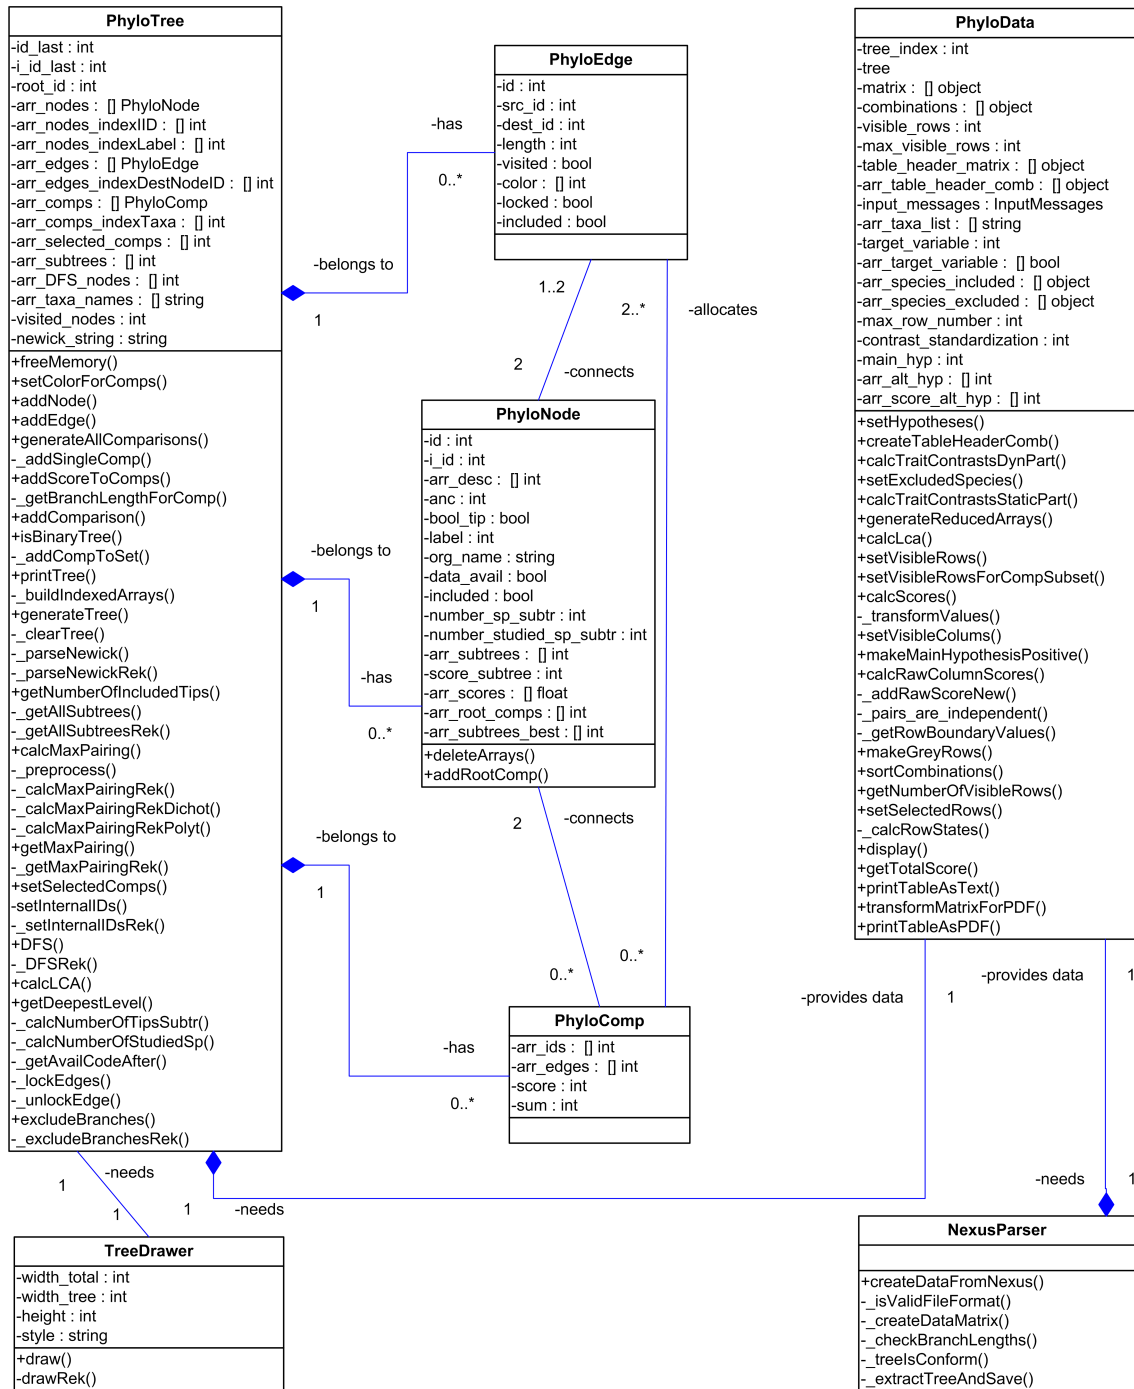 PhyloTree
-id_last : int
-i_id_last : int
-root_id : int
-arr_nodes : [] PhyloNode
-arr_nodes_indexIID : [] int
-arr_nodes_indexLabel : [] int
-arr_edges : [] PhyloEdge
-arr_edges_indexDestNodeID : [] int
-arr_comps : [] PhyloComp
-arr_comps_indexTaxa : [] int
-arr_selected_comps : [] int
-arr_subtrees : [] int
-arr_DFS_nodes : [] int
-arr_taxa_names : [] string
-visited_nodes : int
-newick_string : string
+freeMemory()
+setColorForComps()
+addNode()
+addEdge()
+generateAllComparisons()
-_addSingleComp()
+addScoreToComps()
-_getBranchLengthForComp()
+addComparison()
+isBinaryTree()
-_addCompToSet()
+printTree()
-_buildIndexedArrays()
+generateTree()
-_clearTree()
-_parseNewick()
-_parseNewickRek()
+getNumberOfIncludedTips()
-_getAllSubtrees()
-_getAllSubtreesRek()
+calcMaxPairing()
-_preprocess()
-_calcMaxPairingRek()
-_calcMaxPairingRekDichot()
-_calcMaxPairingRekPolyt()
+getMaxPairing()
-_getMaxPairingRek()
+setSelectedComps()
-setInternalIDs()
-_setInternalIDsRek()
+DFS()
-_DFSRek()
+calcLCA()
+getDeepestLevel()
-_calcNumberOfTipsSubtr()
-_calcNumberOfStudiedSp()
-_getAvailCodeAfter()
-_lockEdges()
-_unlockEdge()
+excludeBranches()
-_excludeBranchesRek()
-has
0..*
-belongs to
1
-belongs to
1
-has
0..*
-belongs to
1
-has
0..*
PhyloEdge
-id : int
-src_id : int
-dest_id : int
-length : int
-visited : bool
-color : [] int
-locked : bool
-included : bool
1..2
2..*
-allocates
2
-connects
PhyloNode
-id : int
-i_id : int
-arr_desc : [] int
-anc : int
-bool_tip : bool
-label : int
-org_name : string
-data_avail : bool
-included : bool
-number_sp_subtr : int
-number_studied_sp_subtr : int
-arr_subtrees : [] int
-score_subtree : int
-arr_scores : [] float
-arr_root_comps : [] int
-arr_subtrees_best : [] int
+deleteArrays()
+addRootComp()
2
-connects
0..*
0..*
PhyloComp
-arr_ids : [] int
-arr_edges : [] int
-score : int
-sum : int
PhyloData
-tree_index : int
-tree
-matrix : [] object
-combinations : [] object
-visible_rows : int
-max_visible_rows : int
-table_header_matrix : [] object
-arr_table_header_comb : [] object
-input_messages : InputMessages
-arr_taxa_list : [] string
-target_variable : int
-arr_target_variable : [] bool
-arr_species_included : [] object
-arr_species_excluded : [] object
-max_row_number : int
-contrast_standardization : int
-main_hyp : int
-arr_alt_hyp : [] int
-arr_score_alt_hyp : [] int
+setHypotheses()
+createTableHeaderComb()
+calcTraitContrastsDynPart()
+setExcludedSpecies()
+calcTraitContrastsStaticPart()
+generateReducedArrays()
+calcLca()
+setVisibleRows()
+setVisibleRowsForCompSubset()
+calcScores()
-_transformValues()
+setVisibleColums()
+makeMainHypothesisPositive()
+calcRawColumnScores()
-_addRawScoreNew()
-_pairs_are_independent()
-_getRowBoundaryValues()
+makeGreyRows()
+sortCombinations()
+getNumberOfVisibleRows()
+setSelectedRows()
-_calcRowStates()
+display()
+getTotalScore()
+printTableAsText()
+transformMatrixForPDF()
+printTableAsPDF()
-provides data
1
-provides data
1
-needs
1
1
-needs
1
1
-needs
TreeDrawer
-width_total : int
-width_tree : int
-height : int
-style : string
+draw()
-drawRek()
NexusParser
+createDataFromNexus()
-_isValidFileFormat()
-_createDataMatrix()
-_checkBranchLengths()
-_treeIsConform()
-_extractTreeAndSave()